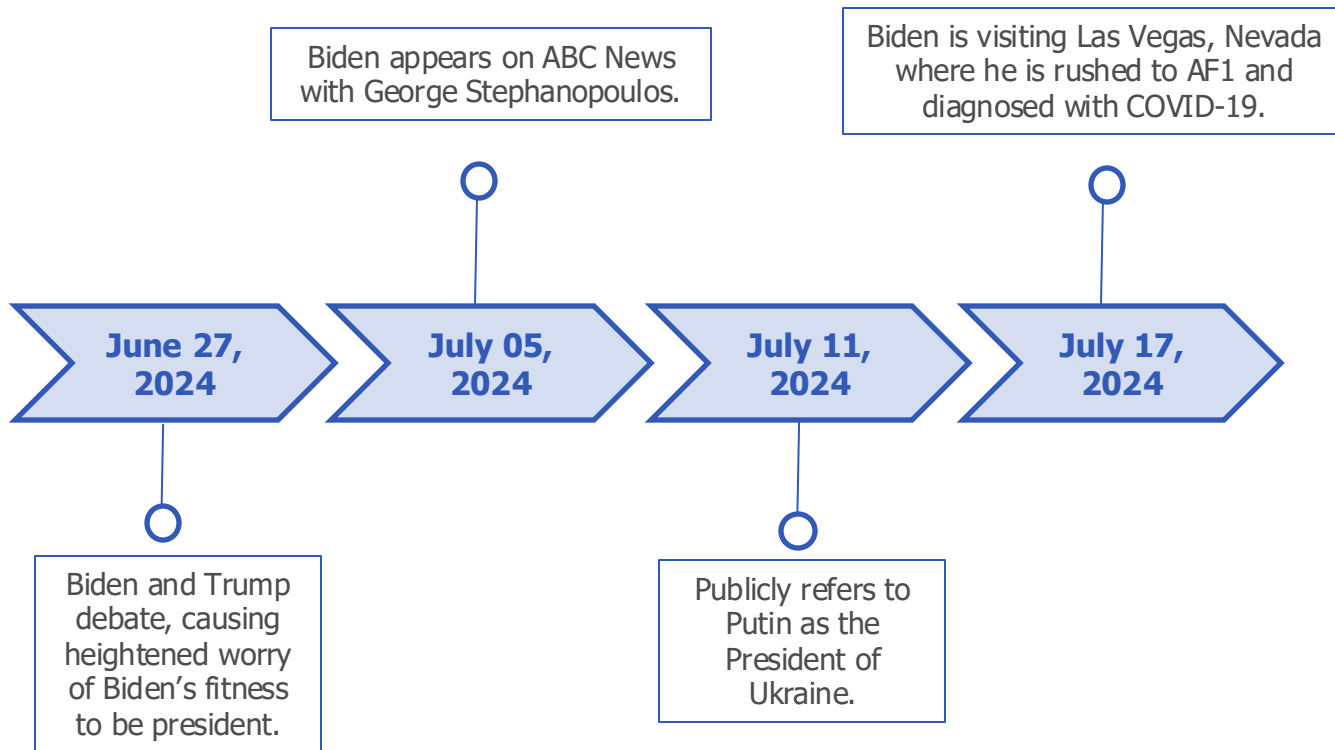 Biden appears on ABC News
with George Stephanopoulos.
Biden is visiting Las Vegas, Nevada
where he is rushed to AF1 and
diagnosed with COVID-19.
June 27,
2024
July 05,
2024
July 11,
2024
July 17,
2024
Biden and Trump
debate, causing
heightened worry
of Biden’s fitness
to be president.
Publicly refers to
Putin as the
President of
Ukraine.